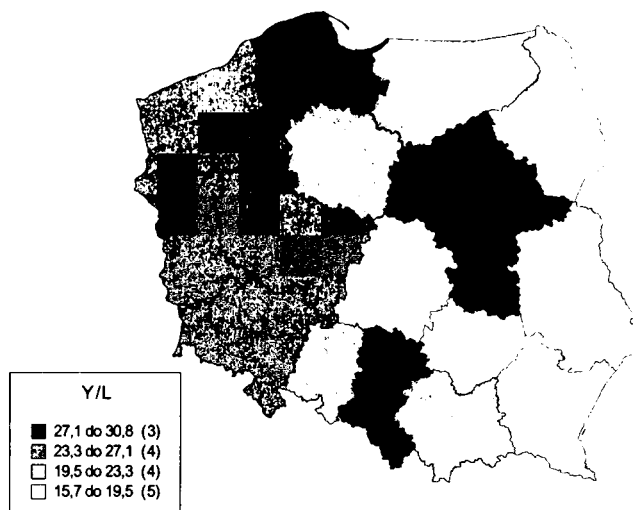 Y/L
27,1 do 30,8 (3)
23,3 do 27,1 (4)
19,5 do 23,3 (4)
15,7 do 19,5 (5)